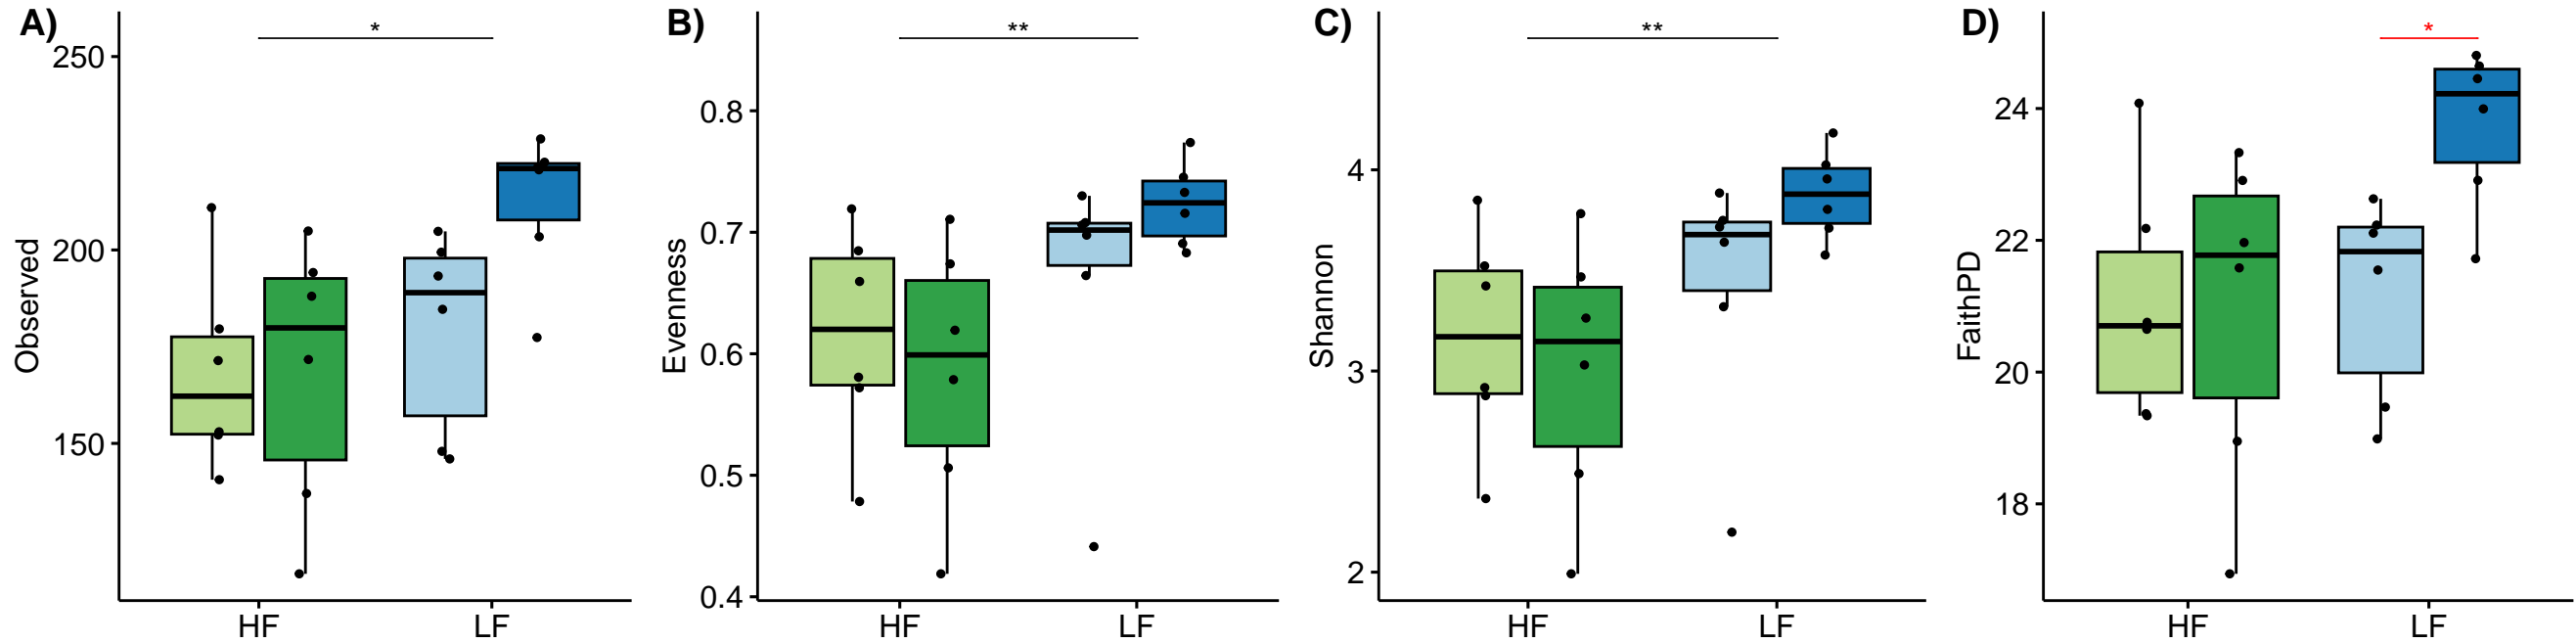 A)
*
250
200
150
Observed
HF
LF
B)
**
0.8
0.7
0.6
0.5
0.4
Evenness
HF
LF
C)
**
4
3
2
Shannon
HF
LF
D)
*
24
22
20
18
FaithPD
HF
LF